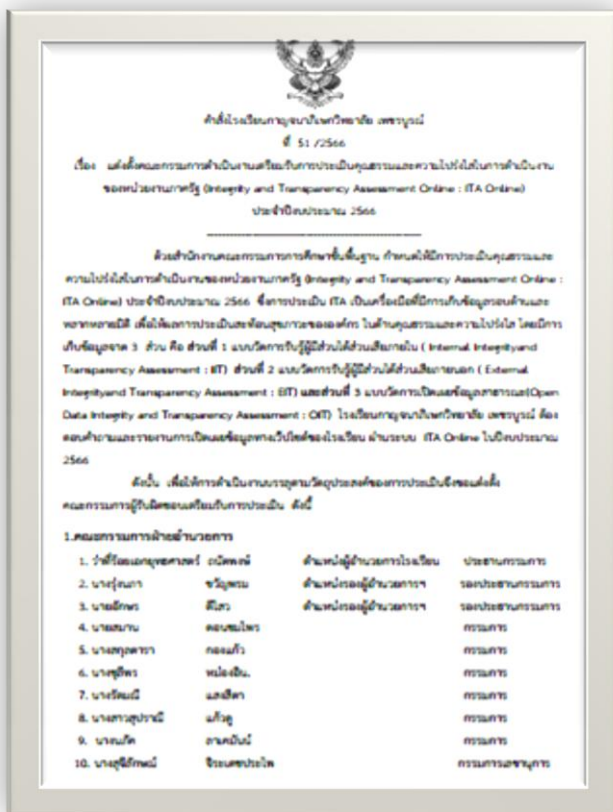 คำสั่งโรงเรียนกาญจนาภิเษกวิทยาลัย เพชรบูรณ์
ที่ 51 /2566
เรื่อง แต่งตั้งคณะกรรมการดำเนินงานเตรียมรับการประเมินคุณธรรมและความโปร่งใสในการดำเนินงาน
ของหน่วยงานภาครัฐ (Integrity and Transparency Assessment Online : ITA Online)
ประจำปีงบประมาณ 2566
ด้วยสำนักงานคณะกรรมการการศึกษาขั้นพื้นฐาน กำหนดให้มีการประเมินคุณธรรมและ
ความโปร่งใสในการดำเนินงานของหน่วยงานภาครัฐ (Integrity and Transparency Assessment Online :
ITA Online) ประจำปีงบประมาณ 2566 ซึ่งการประเมิน ITA เป็นเครื่องมือที่มีการเก็บข้อมูลรอบด้านและ
หลากหลายมิติ เพื่อให้ผลการประเมินสะท้อนสุขภาวะขององค์กร ในด้านคุณธรรมและความโปร่งใส โดยมีการ
เก็บข้อมูลจาก 3 ส่วน คือ ส่วนที่ 1 แบบวัดการรับรู้ผู้มีส่วนได้ส่วนเสียภายใน ( Internal Integrityand
Transparency Assessment : IIT) ส่วนที่ 2 แบบวัดการรับรู้ผู้มีส่วนได้ส่วนเสียภายนอก ( External
Integrityand Transparency Assessment : EIT) และส่วนที่ 3 แบบวัดการเปิดเผยข้อมูลสาธารณะ(Open
Data Integrity and Transparency Assessment : OIT) โรงเรียนกาญจนาภิเษกวิทยาลัย เพชรบูรณ์ ต้อง
ตอบคำถามและรายงานการเปิดเผยข้อมูลทางเว็ปไซต์ของโรงเรียน ผ่านระบบ ITA Online ในปีงบประมาณ
2566
ดังนั้น เพื่อให้การดำเนินงานบรรลุตามวัตถุประสงค์ของการประเมินจึงขอแต่งตั้ง
คณะกรรมการผู้รับผิดชอบเตรียมรับการประเมิน ดังนี้
1.คณะกรรมการฝ่ายอำนวยการ
1. ว่าที่ร้อยเอกยุทธศาสตร์ ตำแหน่งผู้อำนวยการโรงเรียน ประธานกรรมการ
2. นางรุ่งนภา ขวัญพรม ตำแหน่งรองผู้อำนวยการฯ รองประธานกรรมการ
3. นายอักษร ดีไสว ตำแหน่งรองผู้อำนวยการฯ รองประธานกรรมการ
4. นายสมาน กรรมการ
5. นางสกุลดารา กองแก้ว กรรมการ
6. นางชุลีพร กรรมการ
7. นางรัศมณี แสงสีดา กรรมการ
8. นางสาวสุปราณี กรรมการ
9. กรรมการ
10. กรรมการเลขานุการ